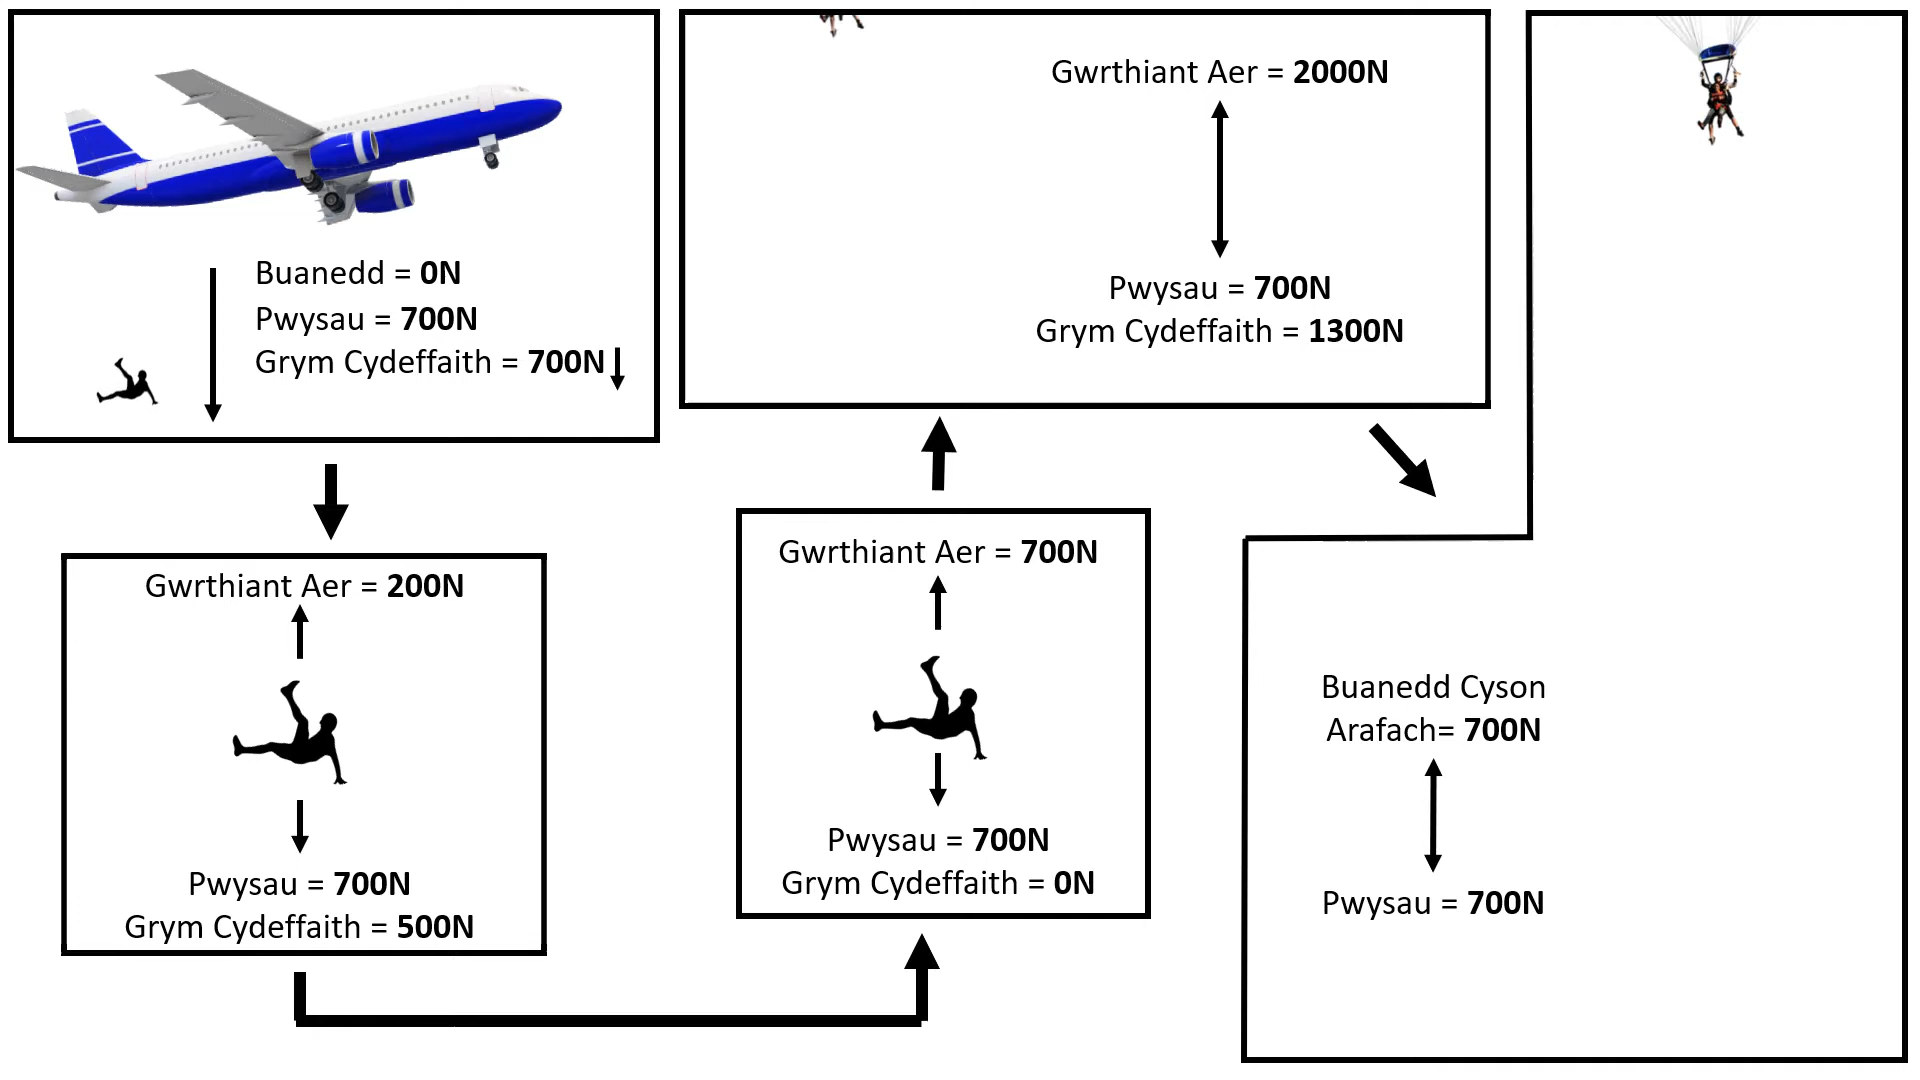 Buanedd = 0N
Pwysau = 700N
Grym Cydeffaith = 700N
Gwrthiant Aer = 200N
Pwysau = 700N
Grym Cydeffaith = 500N
Gwrthiant Aer = 700N
Pwysau = 700N
Grym Cydeffaith = 0N
Gwrthiant Aer = 2000N
Pwysau = 700N
Grym Cydeffaith = 1300N
Buanedd Cyson
Arafach= 700N
Pwysau = 700N